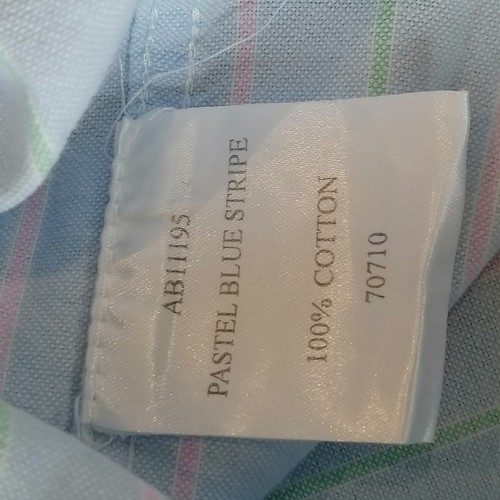 AB11195
PASTEL BLUE STRIPE
100% COTTON
70710